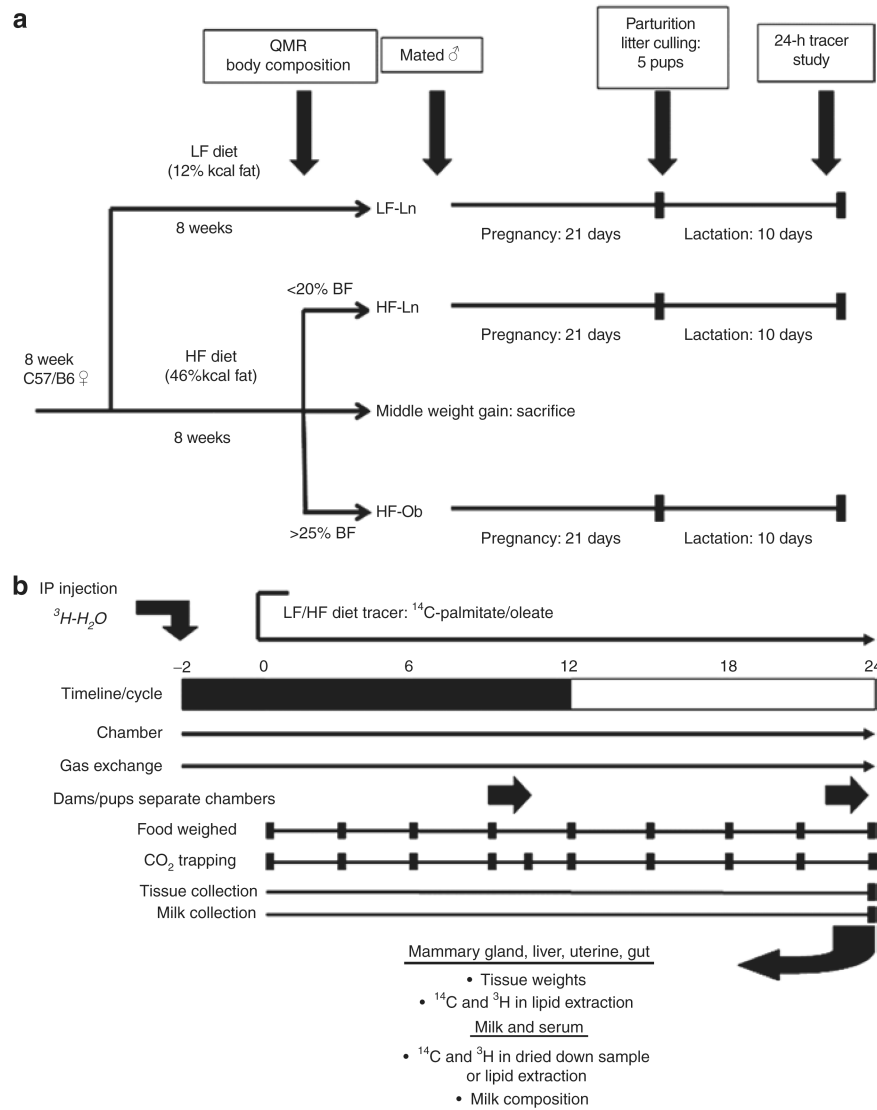 a
QMR
body composition
Mated ♂
Parturition
litter culling:
5 pups
24-h tracer
study
LF diet
(12% kcal fat)
8 weeks
LF-Ln
Pregnancy: 21 days
Lactation: 10 days
<20% BF
HF-Ln
Pregnancy: 21 days
Lactation: 10 days
8 week
C57/B6 ♀
HF diet
(46%kcal fat)
8 weeks
Middle weight gain: sacrifice
>25% BF
HF-Ob
Pregnancy: 21 days
Lactation: 10 days
b
IP injection
³H-H₂O
LF/HF diet tracer: ¹⁴C-palmitate/oleate
–2 0 6 12 18 24
Timeline/cycle
Chamber
Gas exchange
Dams/pups separate chambers
Food weighed
CO₂ trapping
Tissue collection
Milk collection
Mammary gland, liver, uterine, gut
• Tissue weights
• ¹⁴C and ³H in lipid extraction
Milk and serum
• ¹⁴C and ³H in dried down sample
or lipid extraction
• Milk composition